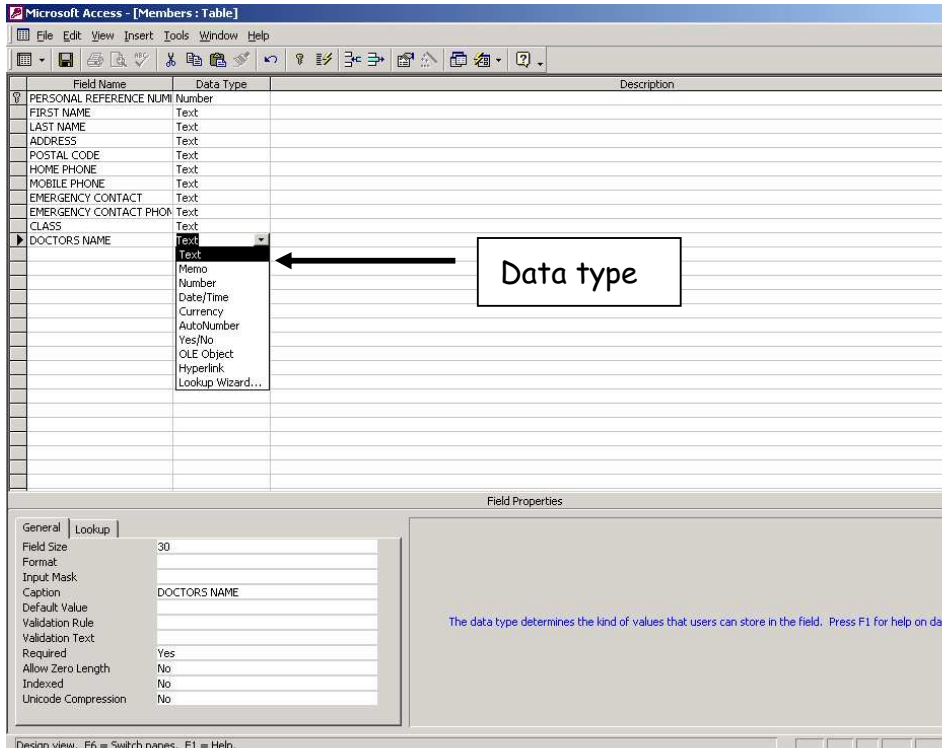 Microsoft Access - [Members : Table]
File Edit View Insert Tools Window Help
Field Name Data Type Description
PERSONAL REFERENCE NUM Number
FIRST NAME Text
LAST NAME Text
ADDRESS Text
POSTAL CODE Text
HOME PHONE Text
MOBILE PHONE Text
EMERGENCY CONTACT Text
EMERGENCY CONTACT PHON Text
CLASS Text
DOCTORS NAME Text
Text
Memo
Number
Date/Time
Currency
AutoNumber
Yes/No
OLE Object
Hyperlink
Lookup Wizard...
Data type
Field Properties
General Lookup
Field Size 30
Format
Input Mask
Caption DOCTORS NAME
Default Value
Validation Rule
Validation Text
Required Yes
Allow Zero Length No
Indexed No
Unicode Compression No
The data type determines the kind of values that users can store in the field. Press F1 for help on da
Design view. F6 = Switch panes. F1 = Help.